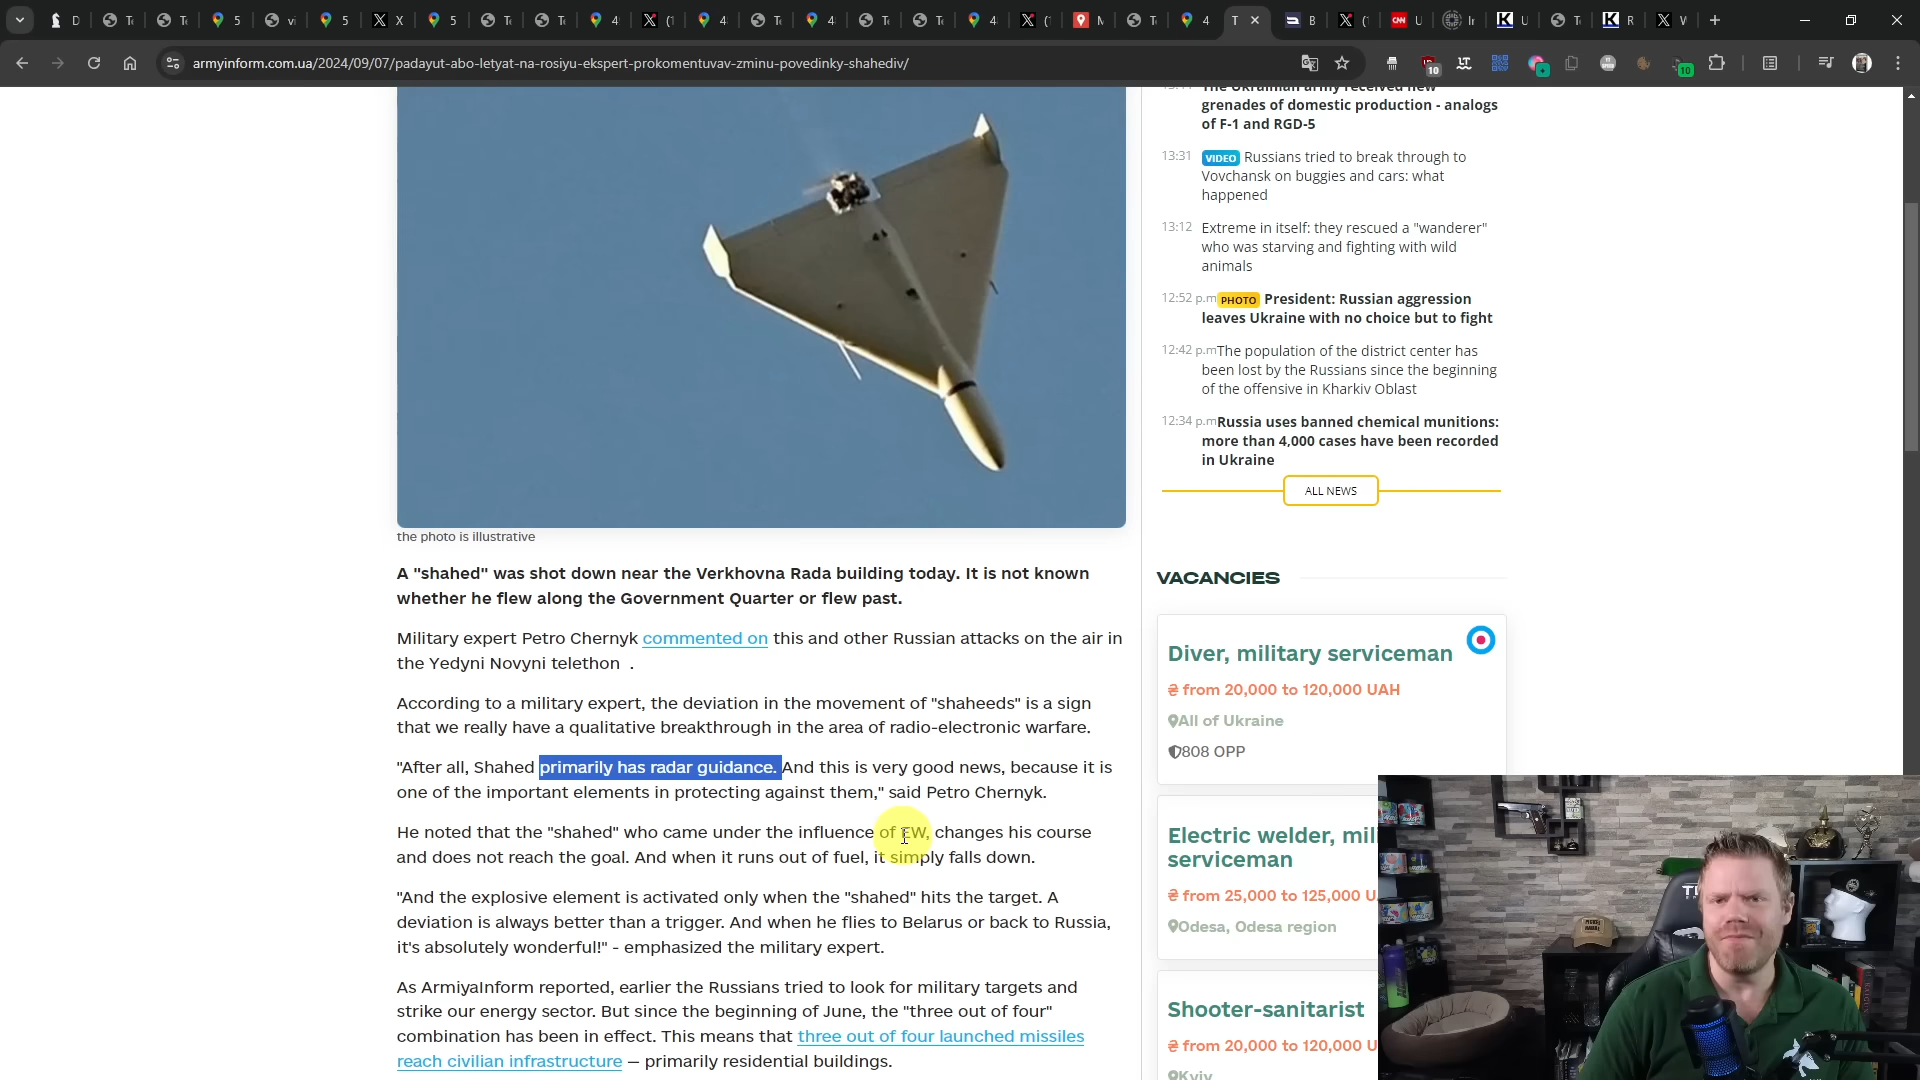 armyinform.com.ua/2024/09/07/padayut-abo-letyat-na-rosiyu-ekspert-prokomentuvav-zminu-povedinky-shahediv/
the photo is illustrative
A "shahed" was shot down near the Verkhovna Rada building today. It is not known
whether he flew along the Government Quarter or flew past.
Military expert Petro Chernyk commented on this and other Russian attacks on the air in
the Yedyni Novyni telethon .
According to a military expert, the deviation in the movement of "shaheeds" is a sign
that we really have a qualitative breakthrough in the area of radio-electronic warfare.
"After all, Shahed primarily has radar guidance. And this is very good news, because it is
one of the important elements in protecting against them," said Petro Chernyk.
He noted that the "shahed" who came under the influence of EW, changes his course
and does not reach the goal. And when it runs out of fuel, it simply falls down.
"And the explosive element is activated only when the "shahed" hits the target. A
deviation is always better than a trigger. And when he flies to Belarus or back to Russia,
it's absolutely wonderful!" - emphasized the military expert.
As ArmiyaInform reported, earlier the Russians tried to look for military targets and
strike our energy sector. But since the beginning of June, the "three out of four"
combination has been in effect. This means that three out of four launched missiles
reach civilian infrastructure — primarily residential buildings.
The Ukrainian army received new
grenades of domestic production - analogs
of F-1 and RGD-5
13:31 VIDEO Russians tried to break through to
Vovchansk on buggies and cars: what
happened
13:12 Extreme in itself: they rescued a "wanderer"
who was starving and fighting with wild
animals
12:52 p.m PHOTO President: Russian aggression
leaves Ukraine with no choice but to fight
12:42 p.m The population of the district center has
been lost by the Russians since the beginning
of the offensive in Kharkiv Oblast
12:34 p.m Russia uses banned chemical munitions:
more than 4,000 cases have been recorded
in Ukraine
ALL NEWS
VACANCIES
Diver, military serviceman
₴ from 20,000 to 120,000 UAH
All of Ukraine
808 OPP
Electric welder, mili
serviceman
₴ from 25,000 to 125,000 U
Odesa, Odesa region
Shooter-sanitarist
₴ from 20,000 to 120,000 U
Kyiv